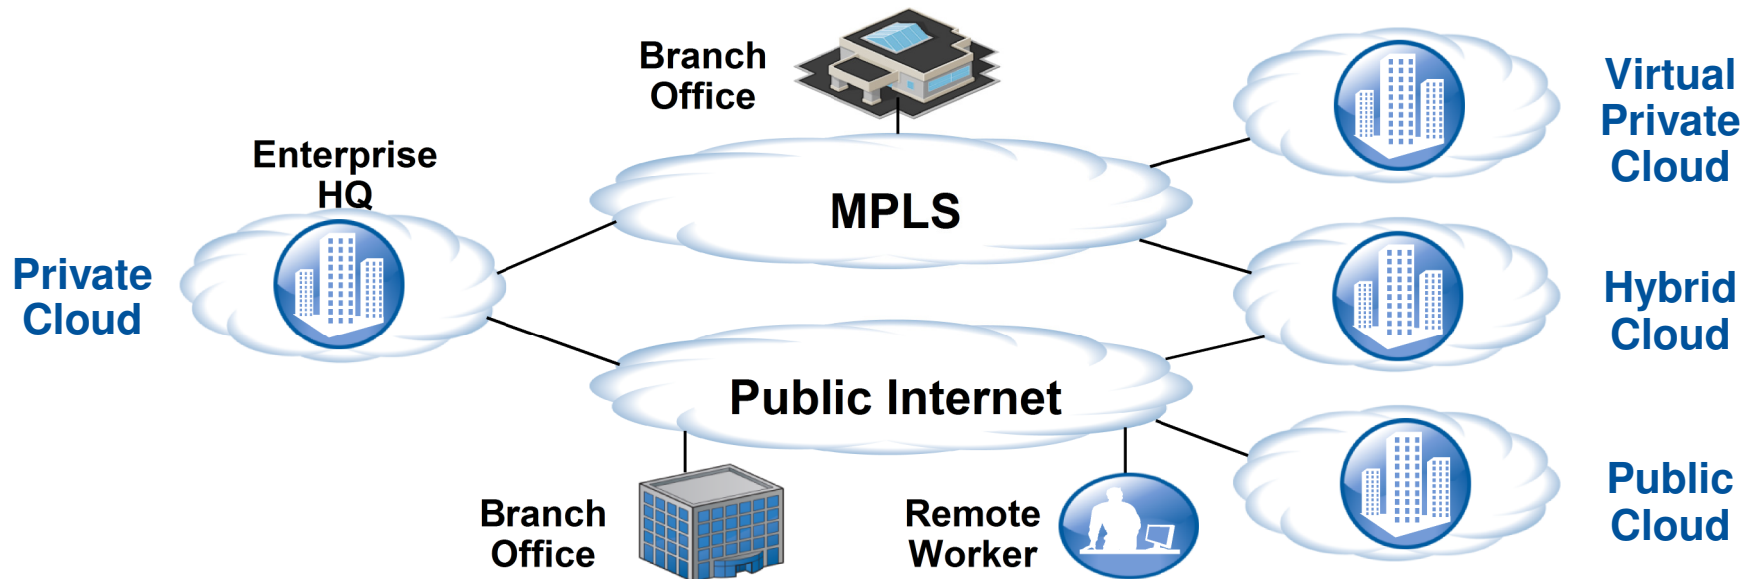 Branch
Office
Virtual
Private
Cloud
Enterprise
HQ
MPLS
Private
Cloud
Hybrid
Cloud
Public Internet
Branch
Office
Remote
Worker
Public
Cloud